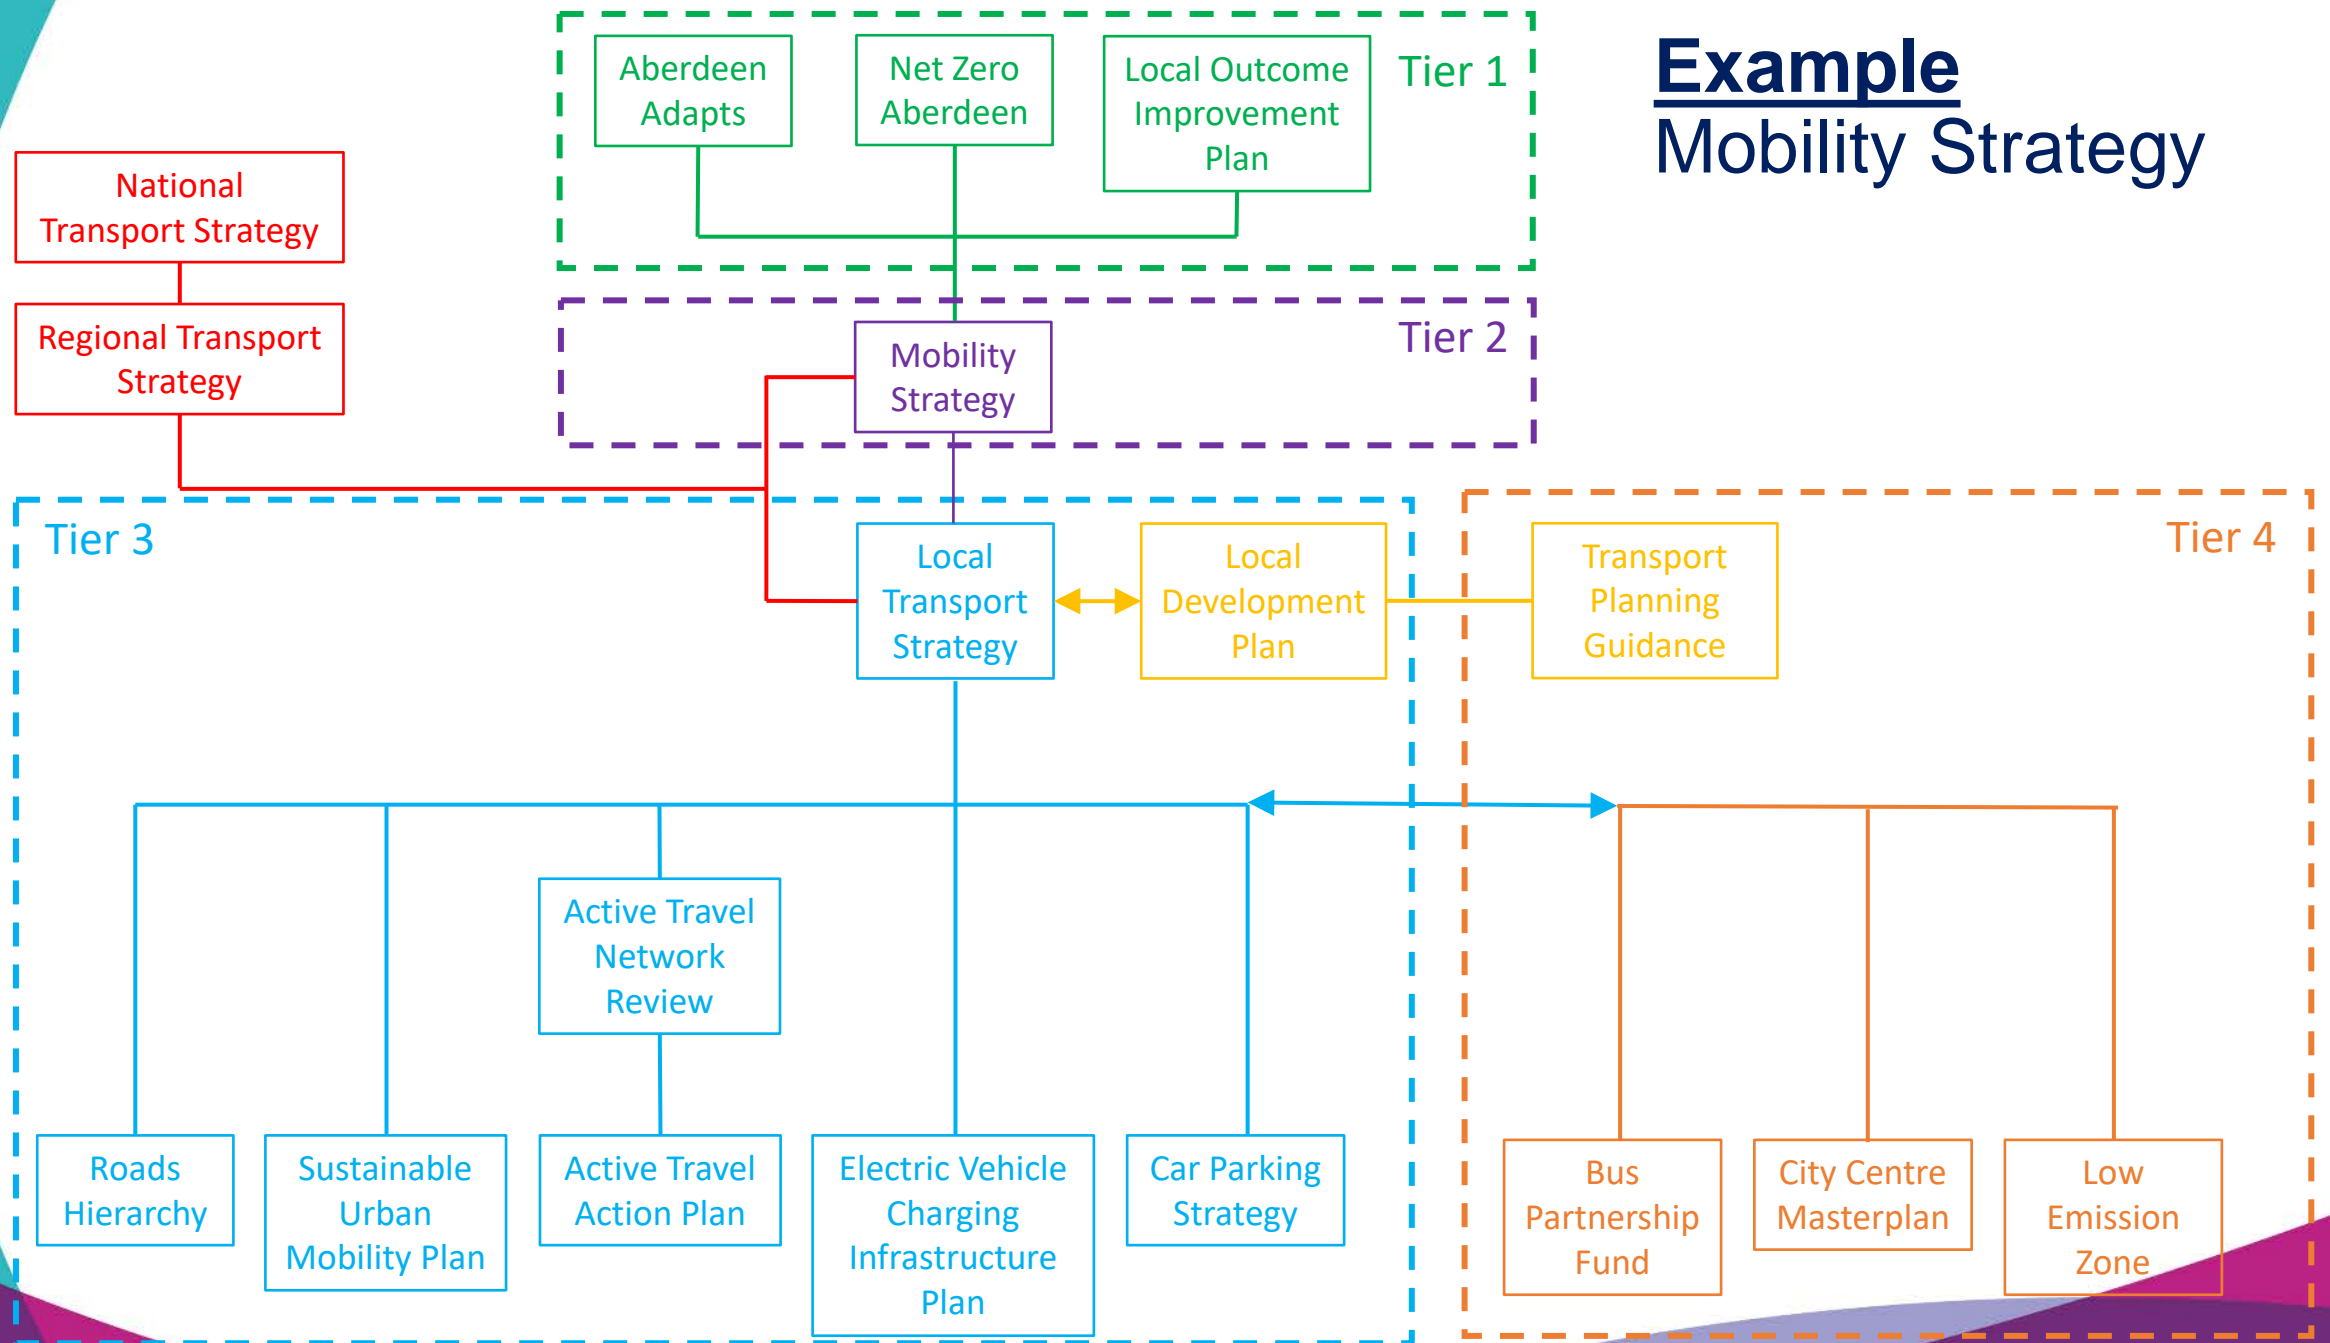 Example
Mobility Strategy
Tier 1
Aberdeen
Adapts
Net Zero
Aberdeen
Local Outcome
Improvement
Plan
National
Transport Strategy
Regional Transport
Strategy
Tier 2
Mobility
Strategy
Tier 3
Local
Transport
Strategy
Local
Development
Plan
Tier 4
Transport
Planning
Guidance
Active Travel
Network
Review
Roads
Hierarchy
Sustainable
Urban
Mobility Plan
Active Travel
Action Plan
Electric Vehicle
Charging
Infrastructure
Plan
Car Parking
Strategy
Bus
Partnership
Fund
City Centre
Masterplan
Low
Emission
Zone